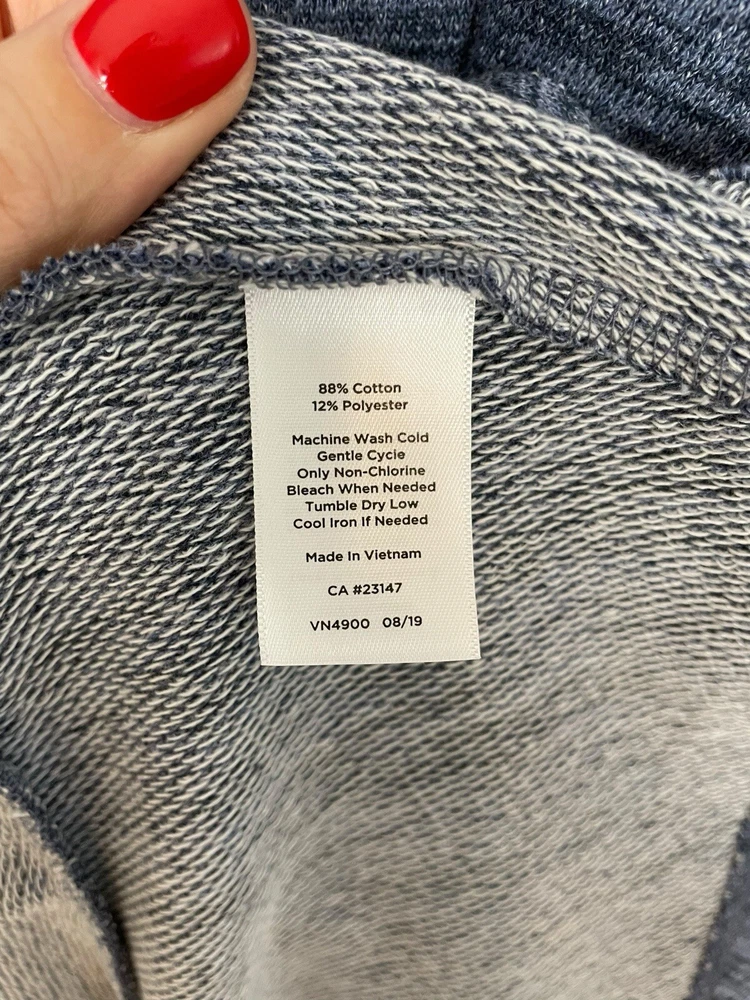 88% Cotton
12% Polyester
Machine Wash Cold
Gentle Cycle
Only Non-Chlorine
Bleach When Needed
Tumble Dry Low
Cool Iron If Needed
Made In Vietnam
CA #23147
VN4900 08/19